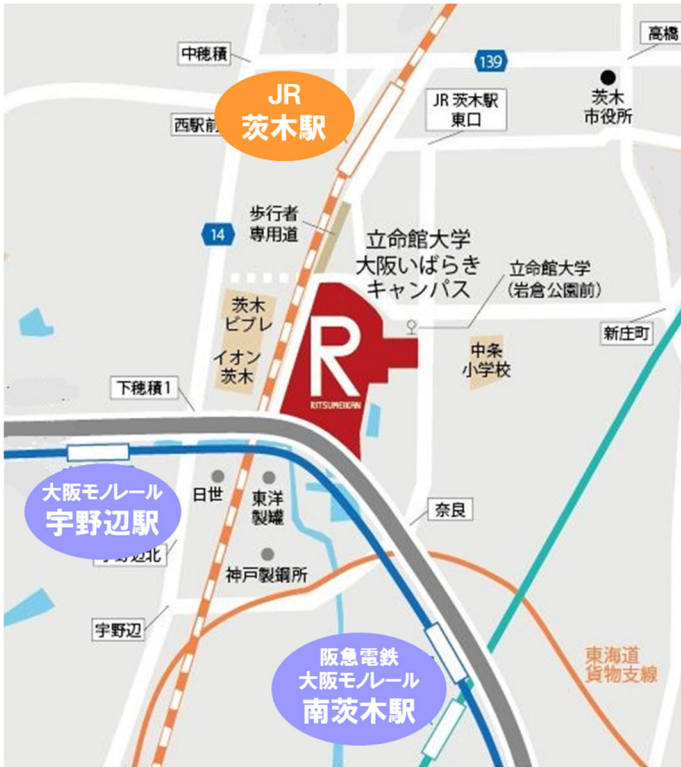 高橋
中穂積
139
JR
茨木駅
茨木
市役所
JR 茨木駅
東口
西駅前
歩行者
専用道
14
立命館大学
大阪いばらき
キャンパス
立命館大学
(岩倉公園前)
茨木
ビブレ
イオン
茨木
R
RITSUMEIKAN
中条
小学校
新庄町
下穂積1
大阪モノレール
宇野辺駅
日世
東洋
製罐
奈良
宇野辺北
神戸製鋼所
宇野辺
阪急電鉄
大阪モノレール
南茨木駅
東海道
貨物支線